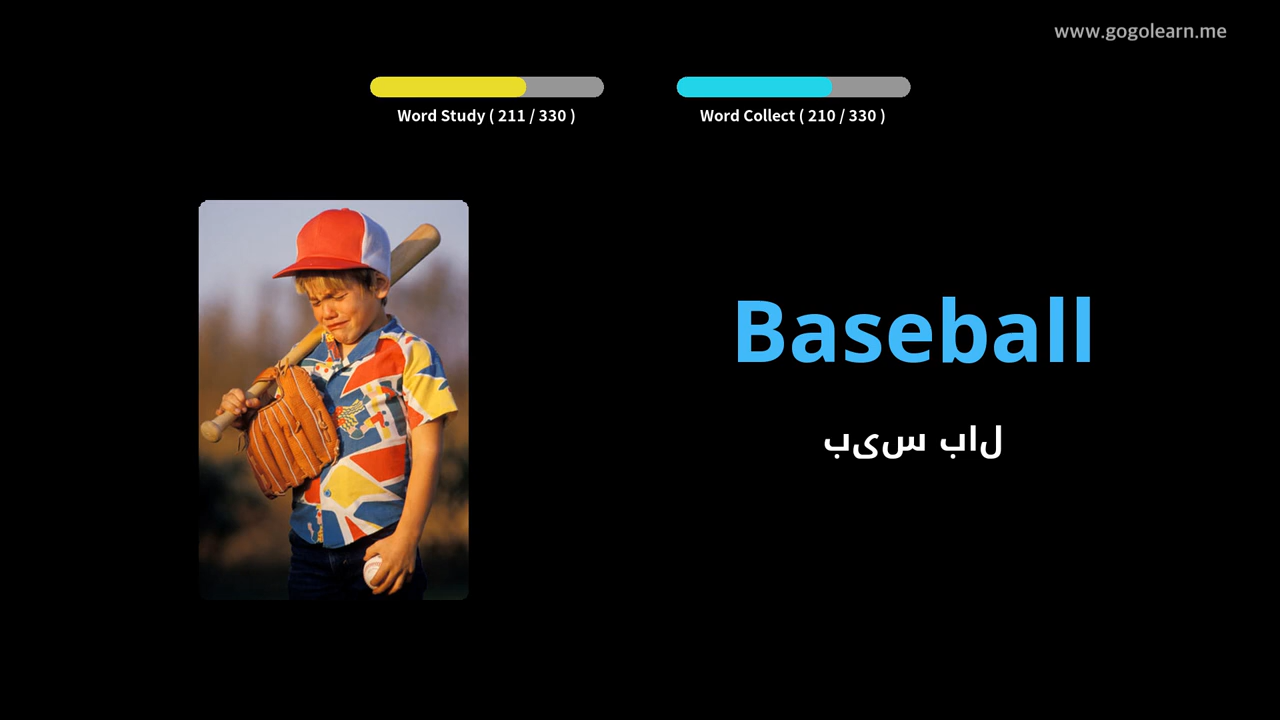 www.gogolearn.me
Word Study ( 211 / 330 )
Word Collect ( 210 / 330 )
Baseball
لاب سیب